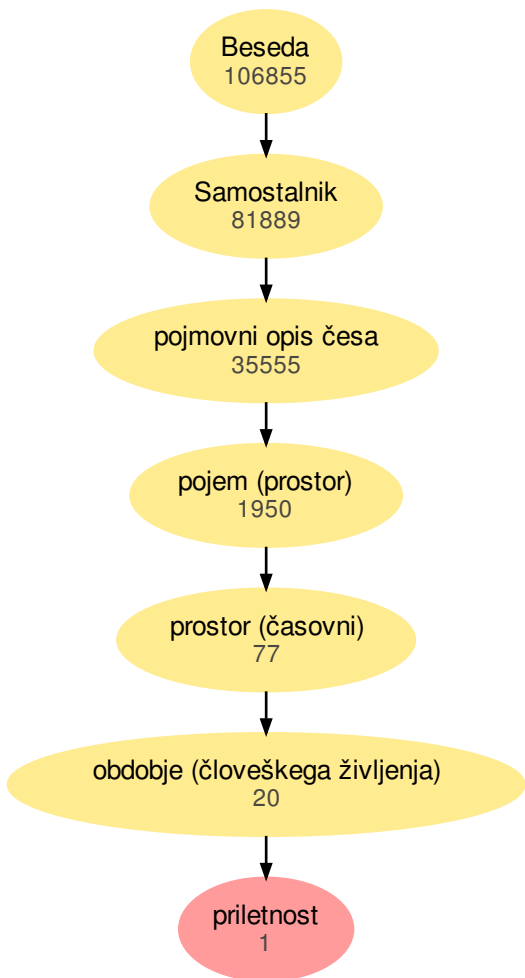 Beseda
106855
Samostalnik
81889
pojmovni opis česa
35555
pojem (prostor)
1950
prostor (časovni)
77
obdobje (človeškega življenja)
20
priletnost
1